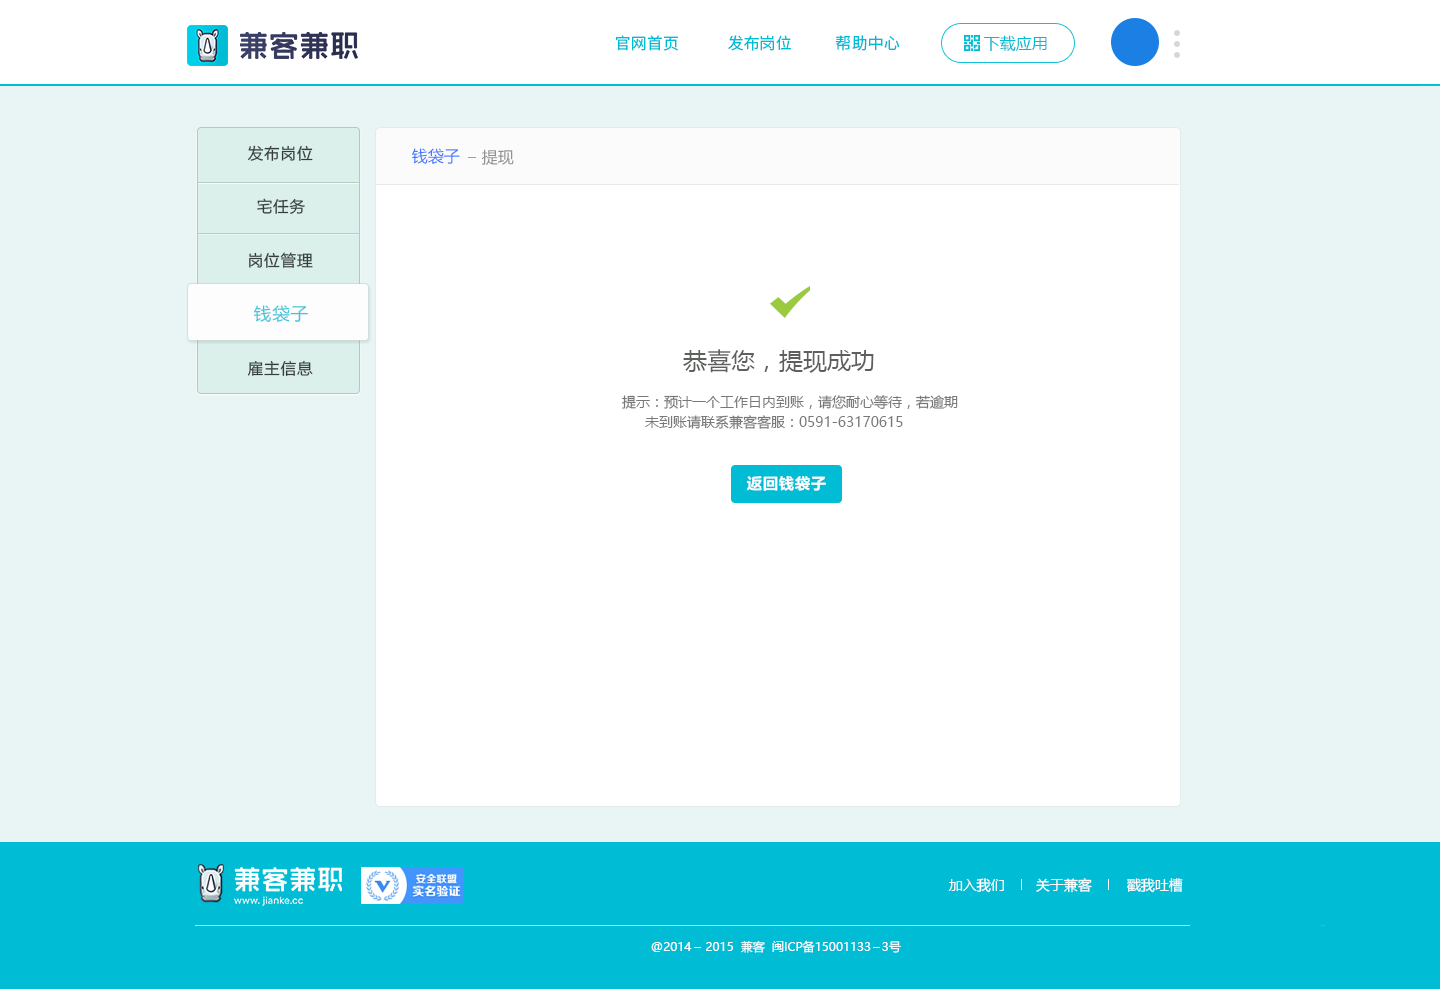 兼客兼职
官网首页
发布岗位
帮助中心
下载应用
发布岗位
宅任务
岗位管理
钱袋子
雇主信息
钱袋子 – 提现
恭喜您，提现成功
提示：预计一个工作日内到账，请您耐心等待，若逾期
未到账请联系兼客客服：0591-63170615
返回钱袋子
兼客兼职
www.jianke.cc
安全联盟
实名验证
加入我们
关于兼客
戳我吐槽
@2014 – 2015 兼客 闽ICP备15001133 – 3号